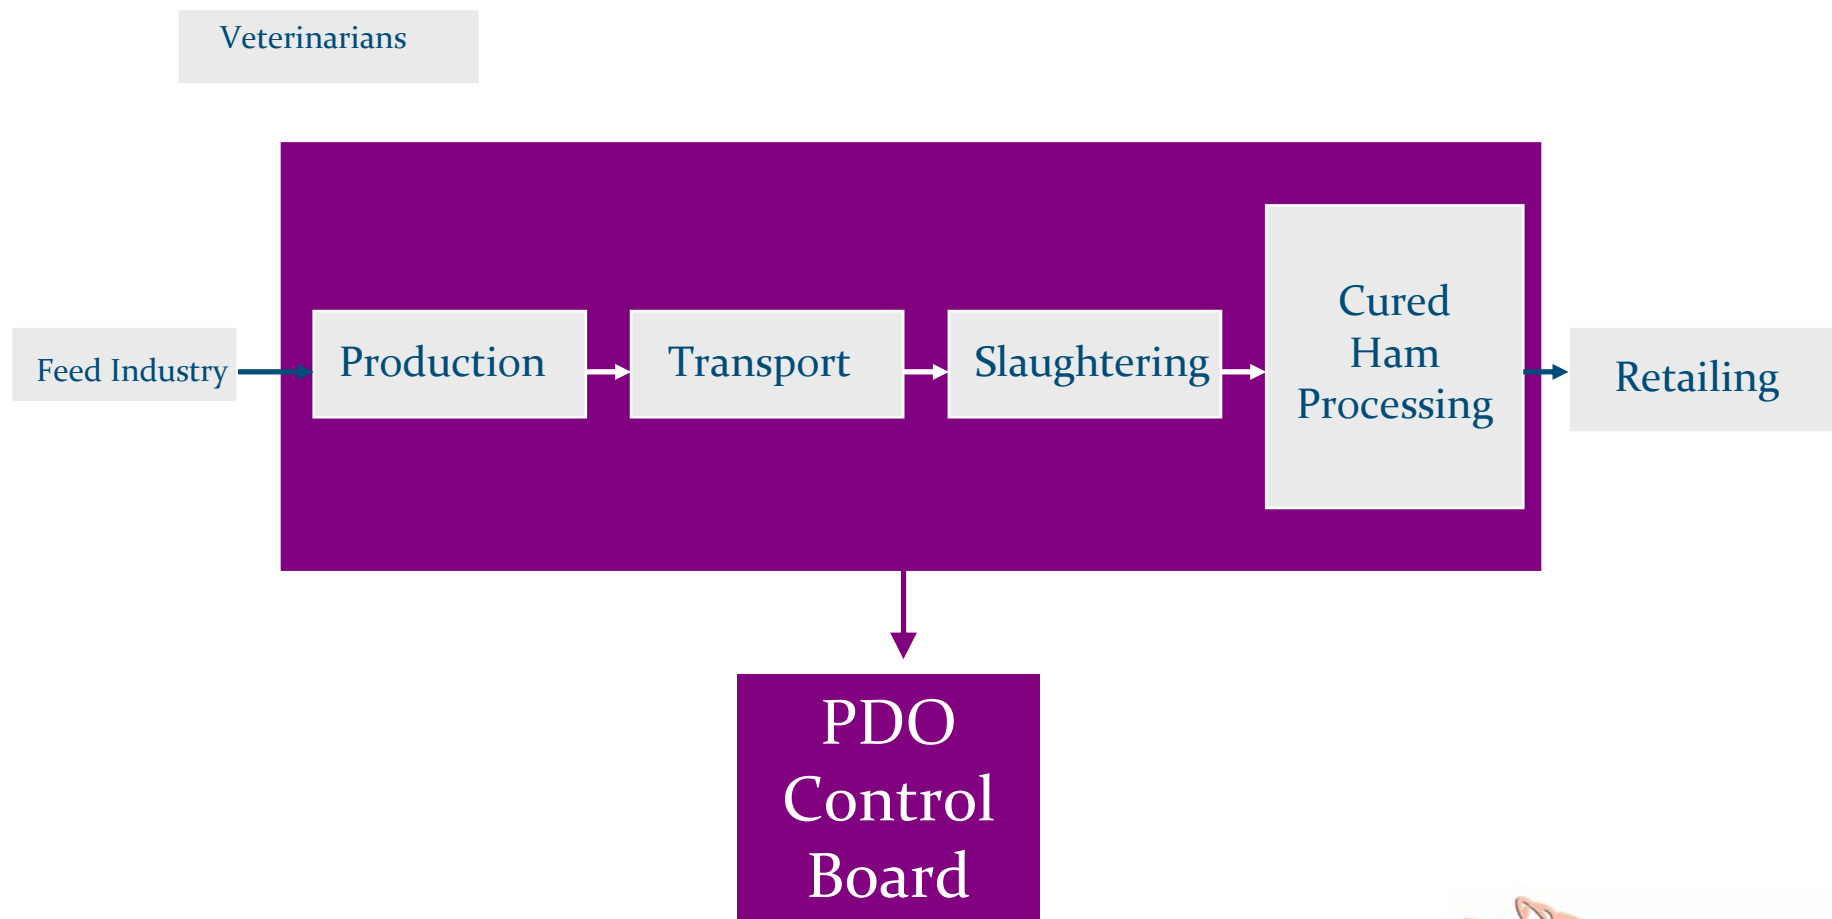 Veterinarians
Feed Industry
Production
Transport
Slaughtering
Cured
Ham
Processing
Retailing
PDO
Control
Board